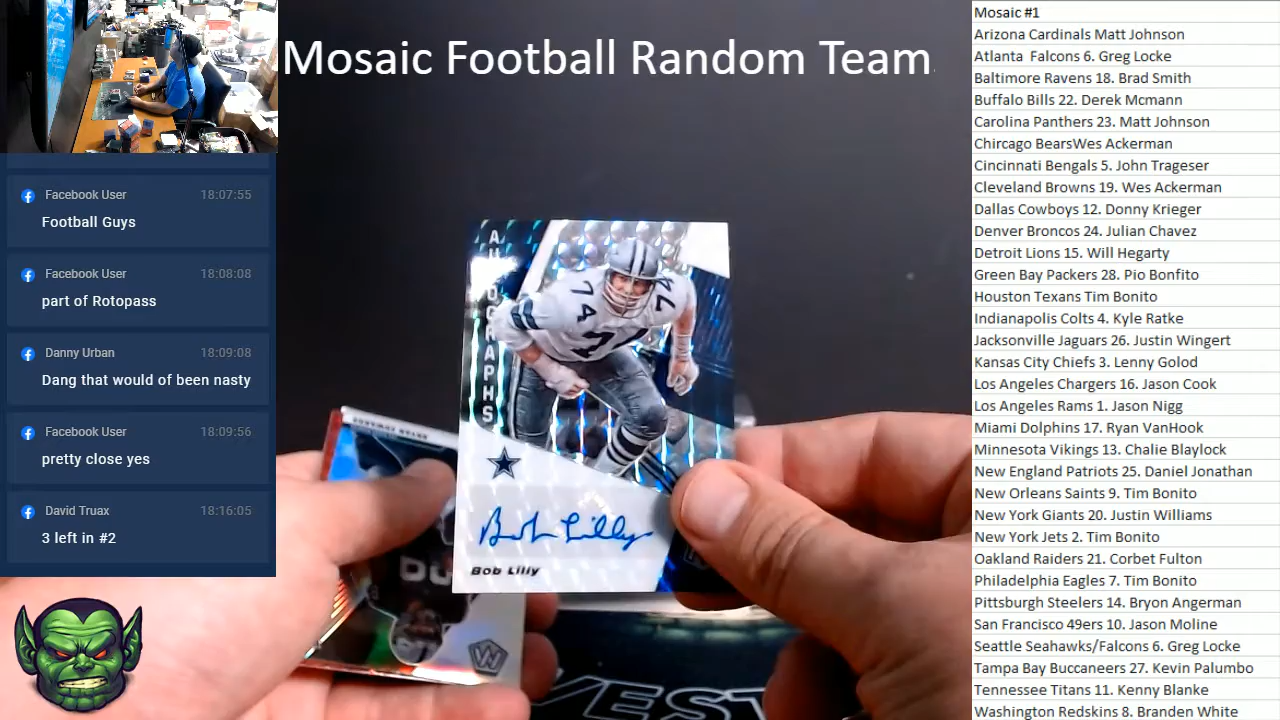 Mosaic Football Random Team
Facebook User 18:07:55
Football Guys
Facebook User 18:08:08
part of Rotopass
Danny Urban 18:09:08
Dang that would of been nasty
Facebook User 18:09:56
pretty close yes
David Truax 18:16:05
3 left in #2
AUTOGRAPHS
74
74
74
Bob Lilly
Bob Lilly
DU
W
VEST
Mosaic #1
Arizona Cardinals Matt Johnson
Atlanta Falcons 6. Greg Locke
Baltimore Ravens 18. Brad Smith
Buffalo Bills 22. Derek Mcmann
Carolina Panthers 23. Matt Johnson
Chircago BearsWes Ackerman
Cincinnati Bengals 5. John Trageser
Cleveland Browns 19. Wes Ackerman
Dallas Cowboys 12. Donny Krieger
Denver Broncos 24. Julian Chavez
Detroit Lions 15. Will Hegarty
Green Bay Packers 28. Pio Bonfito
Houston Texans Tim Bonito
Indianapolis Colts 4. Kyle Ratke
Jacksonville Jaguars 26. Justin Wingert
Kansas City Chiefs 3. Lenny Golod
Los Angeles Chargers 16. Jason Cook
Los Angeles Rams 1. Jason Nigg
Miami Dolphins 17. Ryan VanHook
Minnesota Vikings 13. Chalie Blaylock
New England Patriots 25. Daniel Jonathan
New Orleans Saints 9. Tim Bonito
New York Giants 20. Justin Williams
New York Jets 2. Tim Bonito
Oakland Raiders 21. Corbet Fulton
Philadelphia Eagles 7. Tim Bonito
Pittsburgh Steelers 14. Bryon Angerman
San Francisco 49ers 10. Jason Moline
Seattle Seahawks/Falcons 6. Greg Locke
Tampa Bay Buccaneers 27. Kevin Palumbo
Tennessee Titans 11. Kenny Blanke
Washington Redskins 8. Branden White